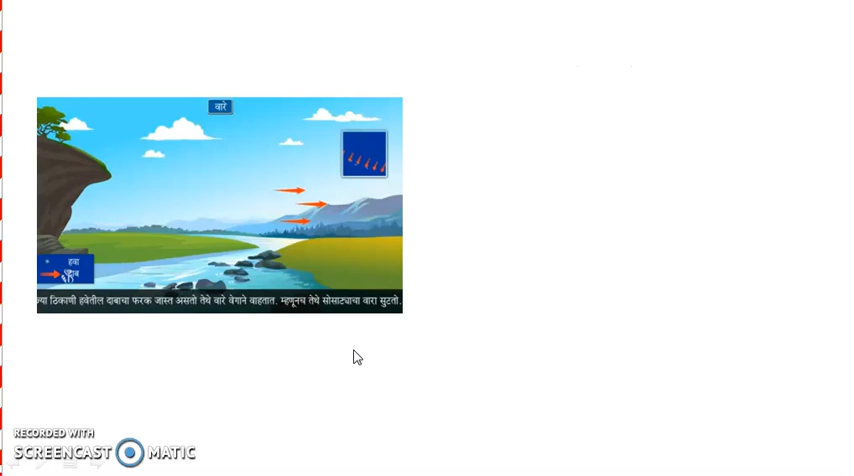 वारे
हवा
दाब
ज्या ठिकाणी हवेतील दाबाचा फरक जास्त असतो तेथे वारे वेगाने वाहतात. म्हणूनच तेथे सोसाट्याचा वारा सुटतो.
RECORDED WITH
SCREENCAST MATIC